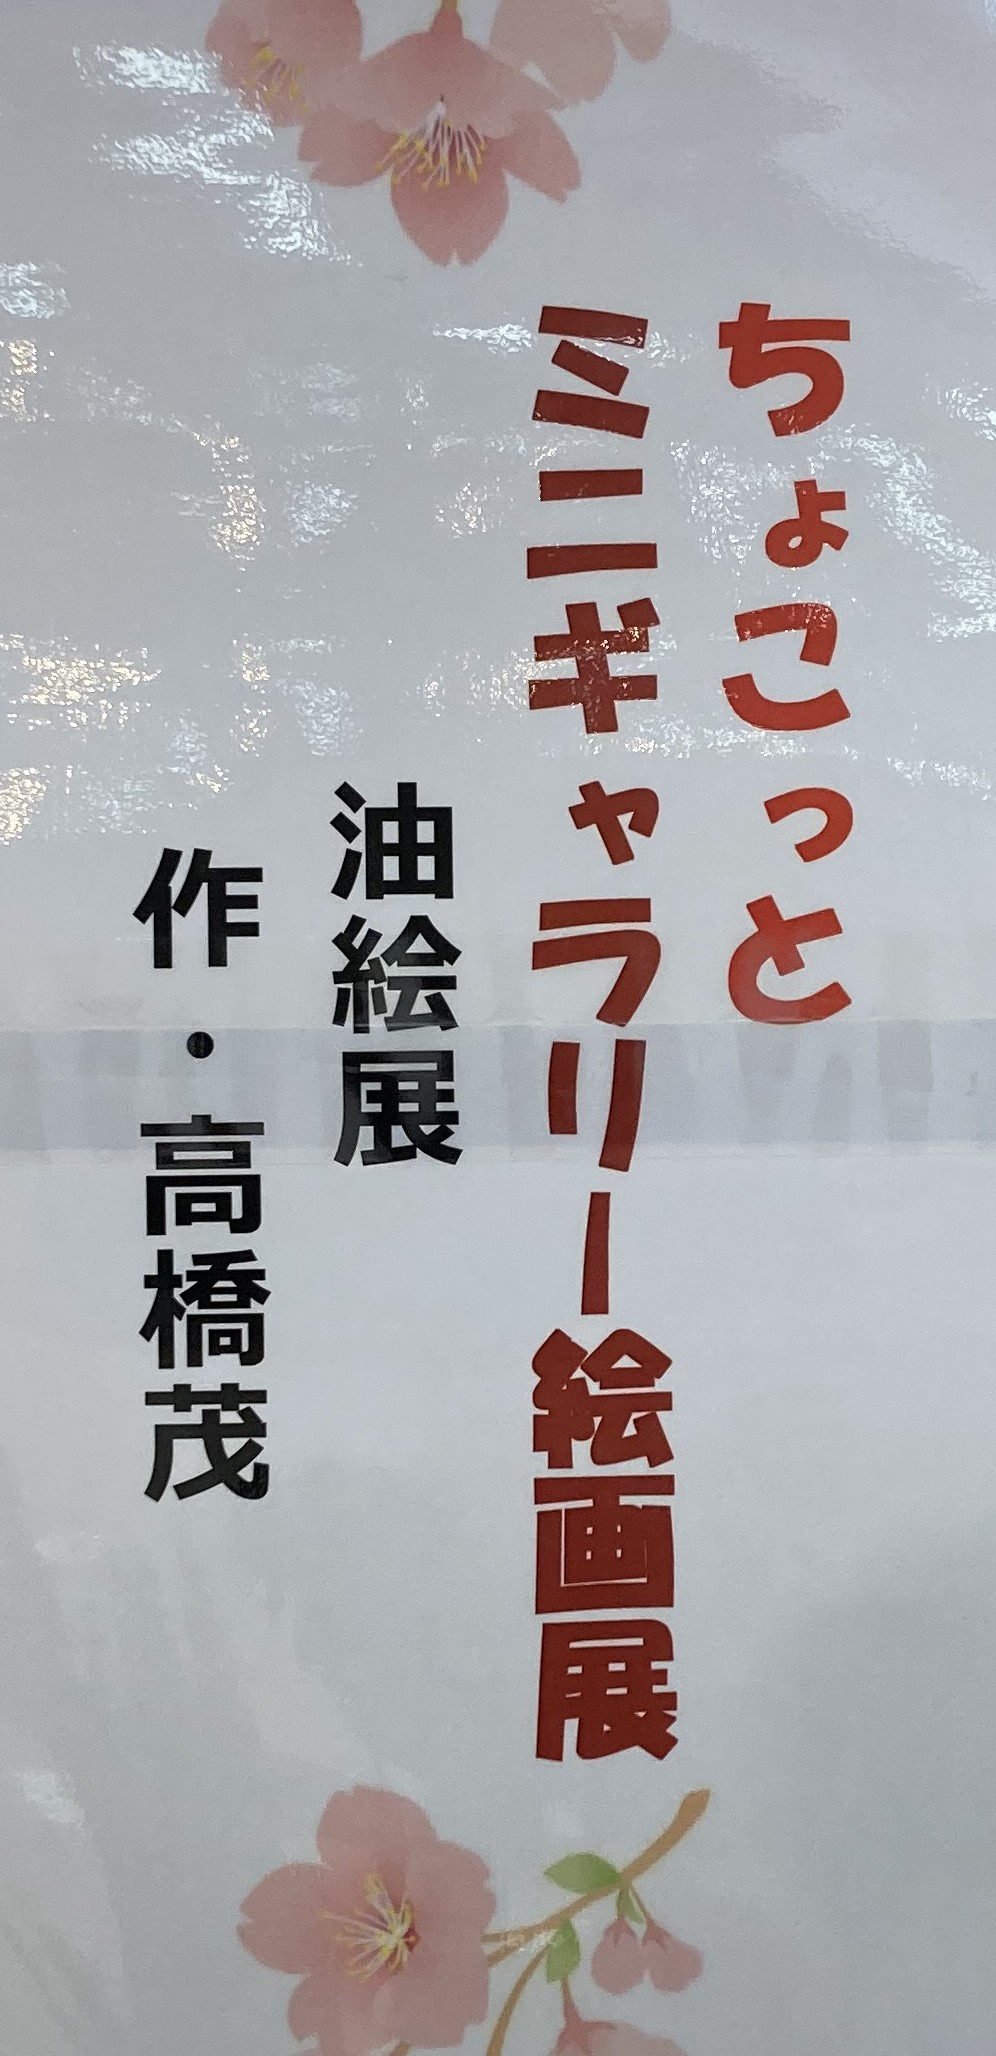 ちょこっと
ミニギャラリー絵画展
油絵展
作・高橋茂